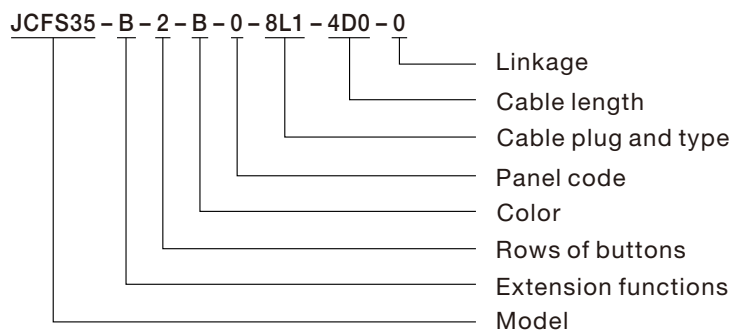 JCFS35 – B – 2 – B – 0 – 8L1 – 4D0 – 0
Linkage
Cable length
Cable plug and type
Panel code
Color
Rows of buttons
Extension functions
Model